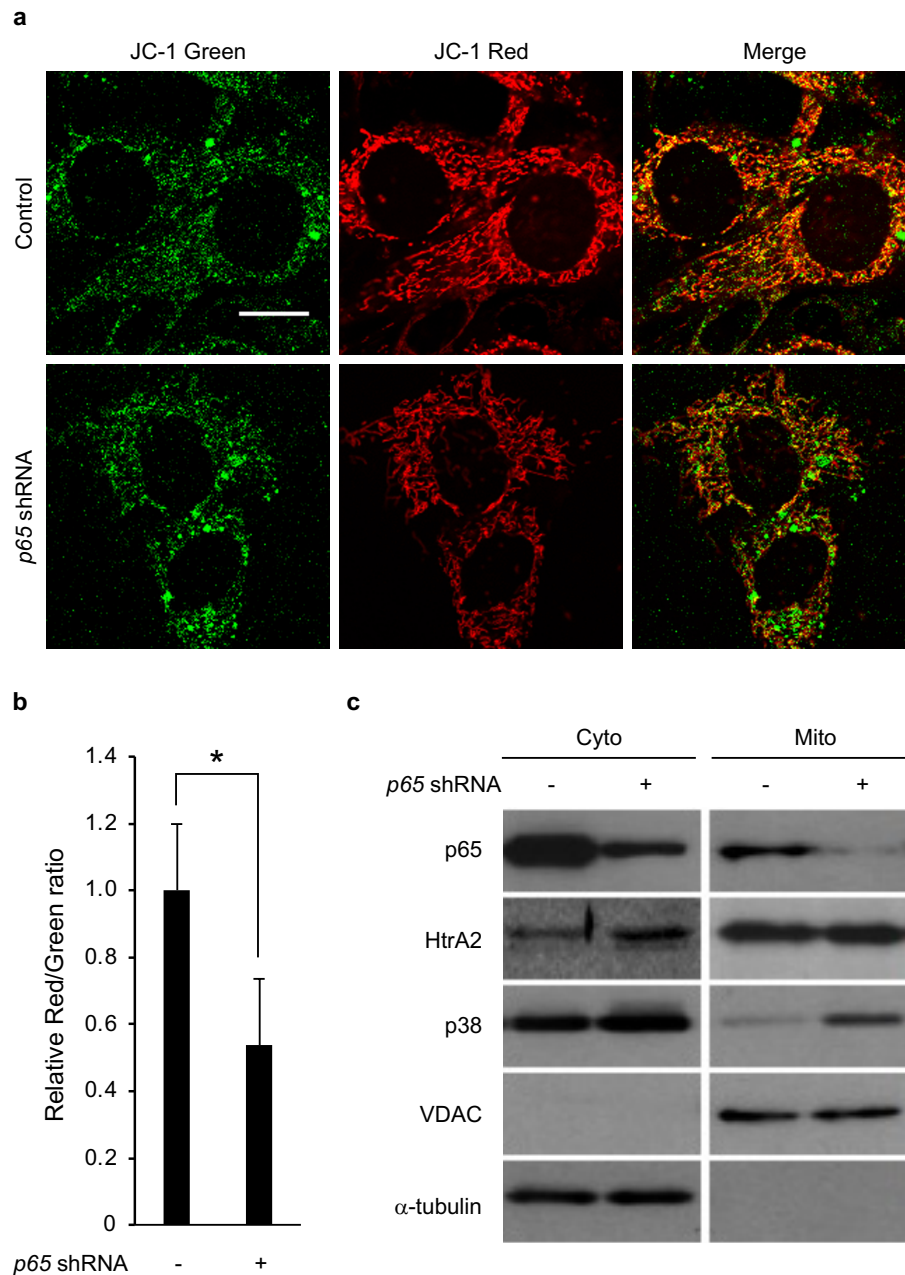 a
JC-1 Green JC-1 Red Merge
Control
p65 shRNA
b
1.4
1.2
1.0
0.8
0.6
0.4
0.2
0
Relative Red/Green ratio
*
p65 shRNA - +
c
Cyto Mito
p65 shRNA - + - +
p65
HtrA2
p38
VDAC
α-tubulin